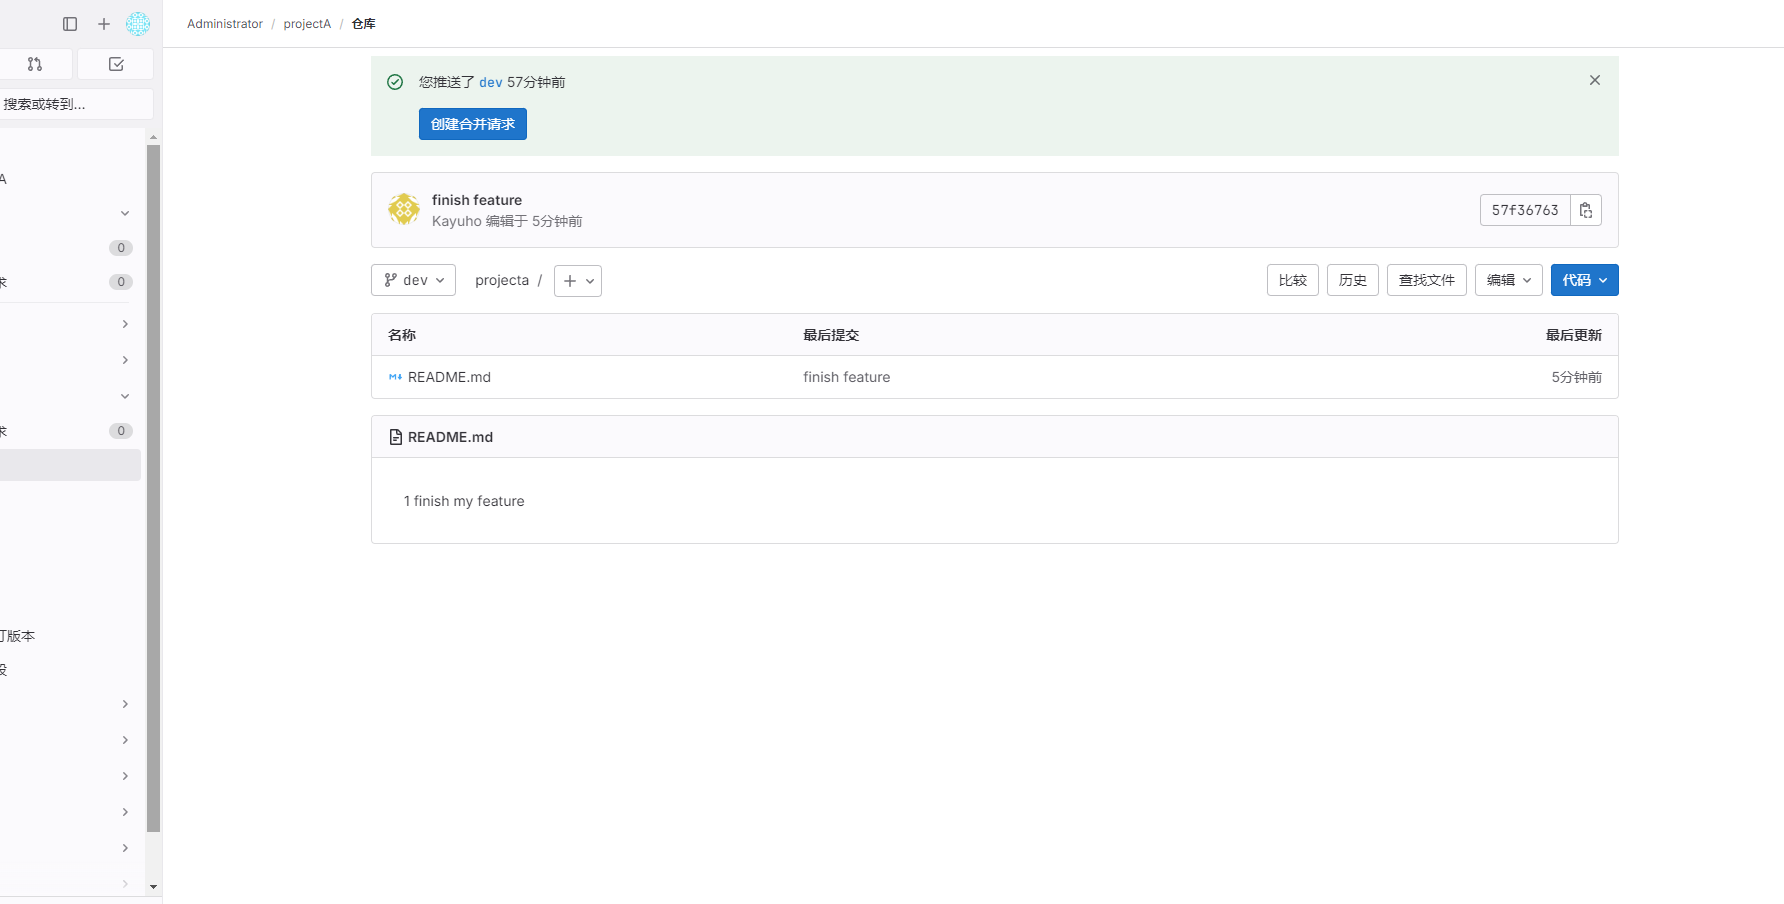 Administrator / projectA / 仓库
搜索或转到...
A
0
求 0
求 0
订版本
您推送了 dev 57分钟前
创建合并请求
finish feature
Kayuho 编辑于 5分钟前
57f36763
dev
projecta /
比较
历史
查找文件
编辑
代码
名称 最后提交 最后更新
README.md finish feature 5分钟前
README.md
1 finish my feature